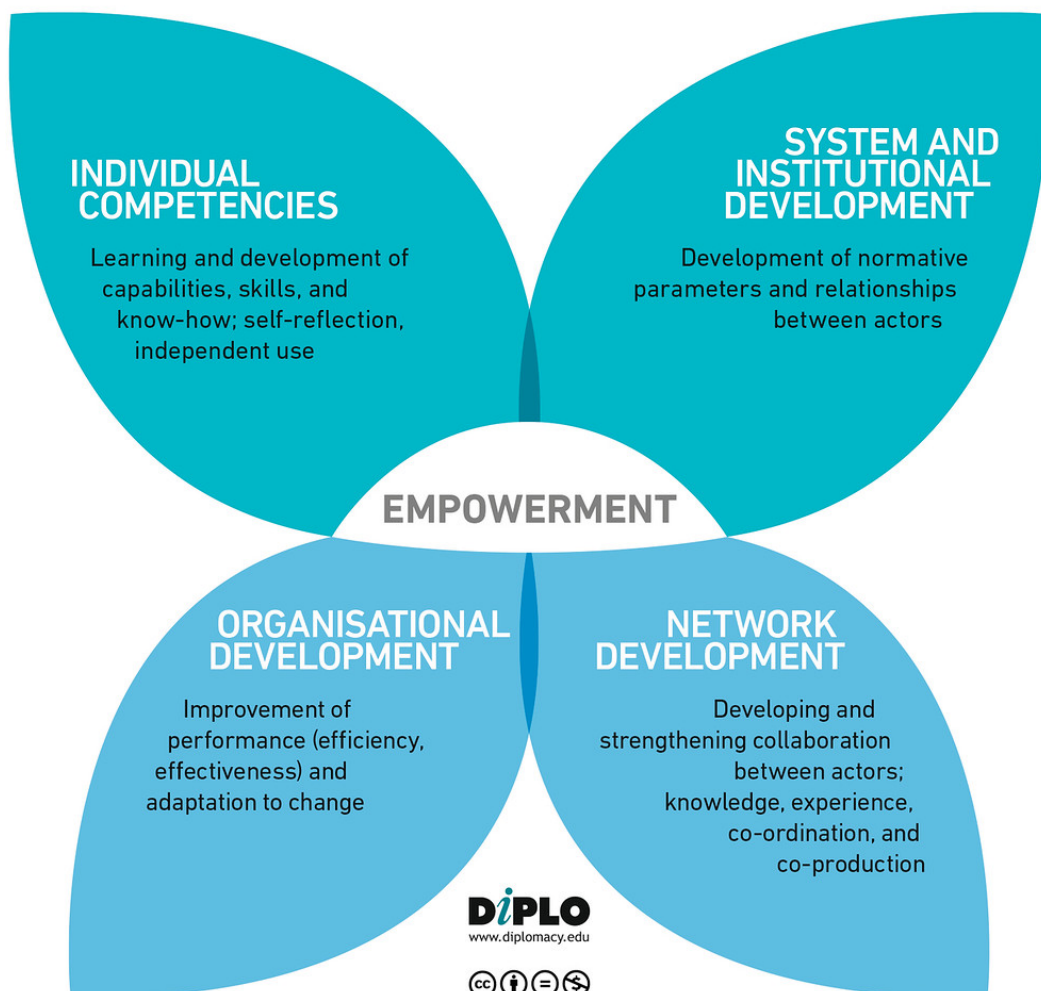 INDIVIDUAL
COMPETENCIES
Learning and development of
capabilities, skills, and
know-how; self-reflection,
independent use
SYSTEM AND
INSTITUTIONAL
DEVELOPMENT
Development of normative
parameters and relationships
between actors
EMPOWERMENT
ORGANISATIONAL
DEVELOPMENT
Improvement of
performance (efficiency,
effectiveness) and
adaptation to change
NETWORK
DEVELOPMENT
Developing and
strengthening collaboration
between actors;
knowledge, experience,
co-ordination, and
co-production
DiPLO
www.diplomacy.edu
cc